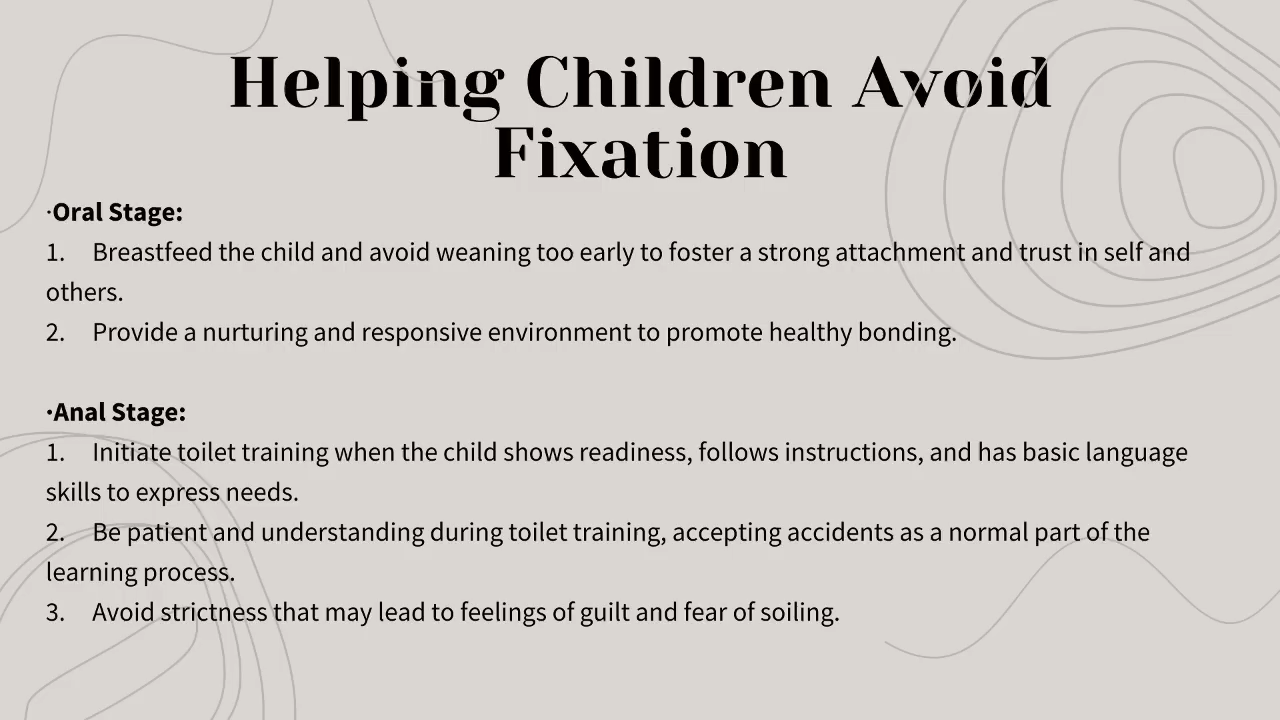 Helping Children Avoid
Fixation
·Oral Stage:
1. Breastfeed the child and avoid weaning too early to foster a strong attachment and trust in self and
others.
2. Provide a nurturing and responsive environment to promote healthy bonding.
·Anal Stage:
1. Initiate toilet training when the child shows readiness, follows instructions, and has basic language
skills to express needs.
2. Be patient and understanding during toilet training, accepting accidents as a normal part of the
learning process.
3. Avoid strictness that may lead to feelings of guilt and fear of soiling.